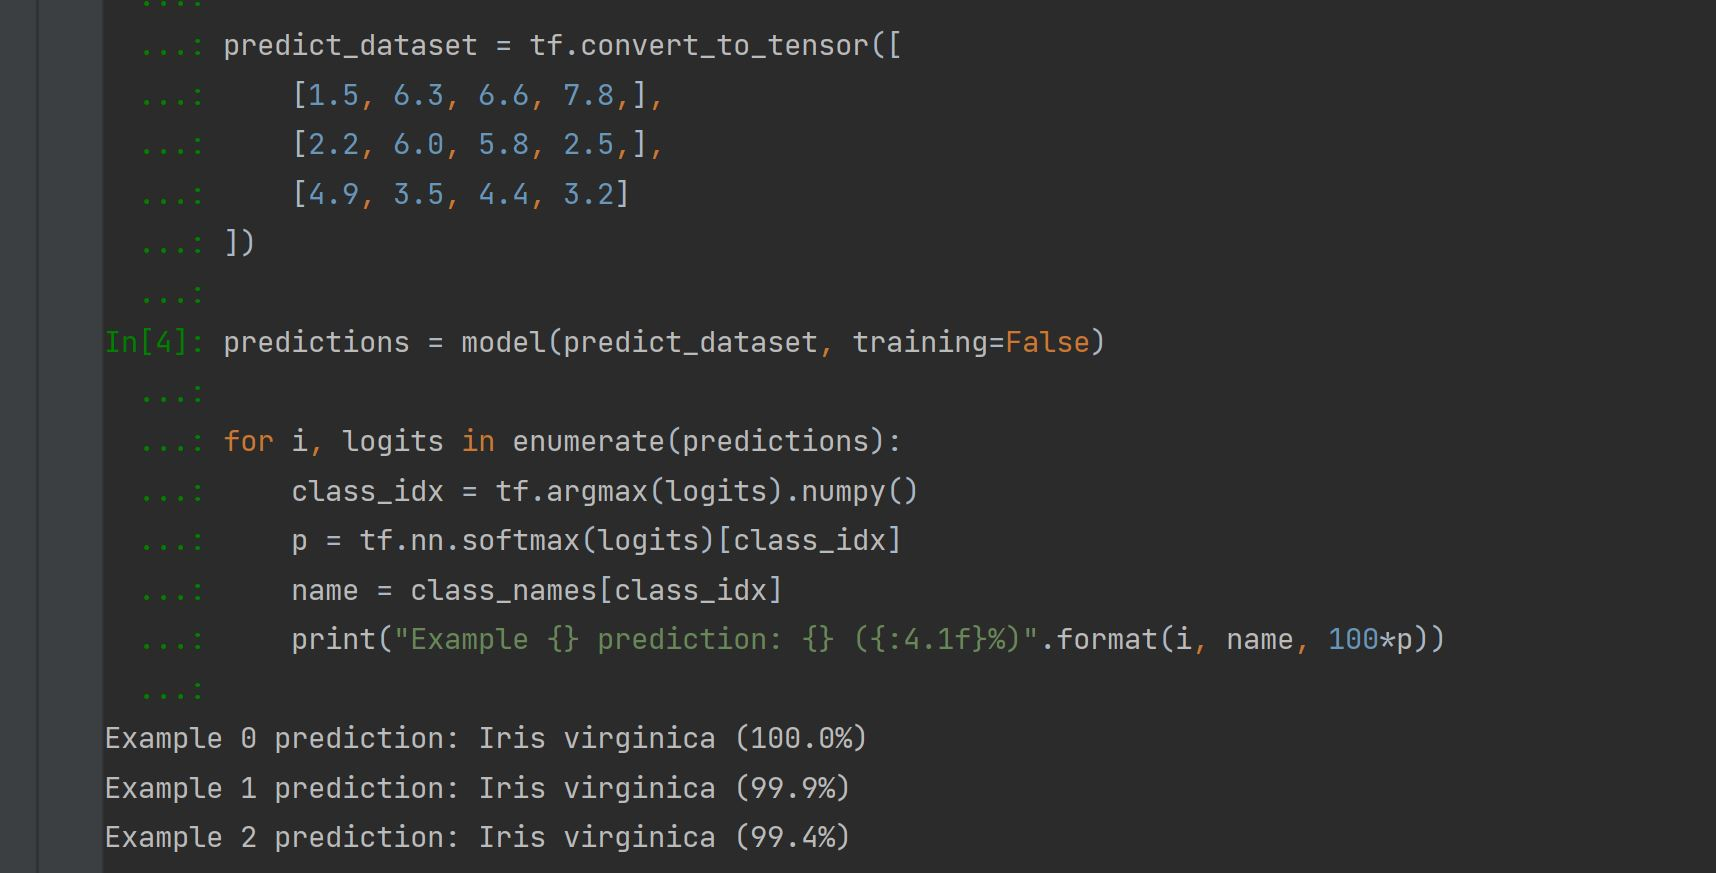 ...:
...: predict_dataset = tf.convert_to_tensor([
...:     [1.5, 6.3, 6.6, 7.8,],
...:     [2.2, 6.0, 5.8, 2.5,],
...:     [4.9, 3.5, 4.4, 3.2]
...: ])
...:
In[4]: predictions = model(predict_dataset, training=False)
...:
...: for i, logits in enumerate(predictions):
...:     class_idx = tf.argmax(logits).numpy()
...:     p = tf.nn.softmax(logits)[class_idx]
...:     name = class_names[class_idx]
...:     print("Example {} prediction: {} ({:4.1f}%)".format(i, name, 100*p))
...:
Example 0 prediction: Iris virginica (100.0%)
Example 1 prediction: Iris virginica (99.9%)
Example 2 prediction: Iris virginica (99.4%)